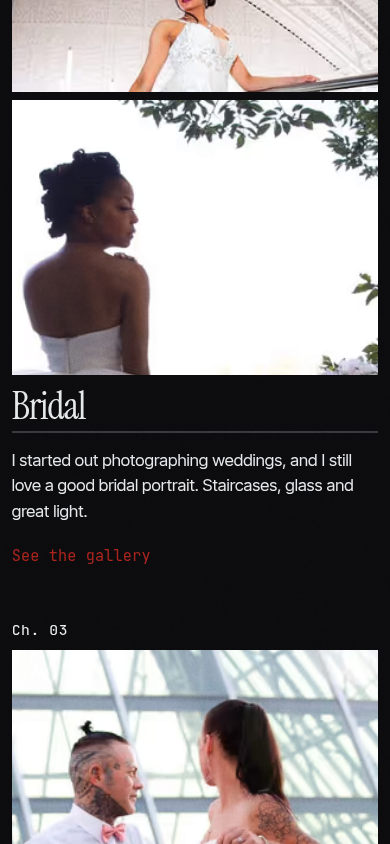 Bridal
I started out photographing weddings, and I still
love a good bridal portrait. Staircases, glass and
great light.
See the gallery
Ch. 03